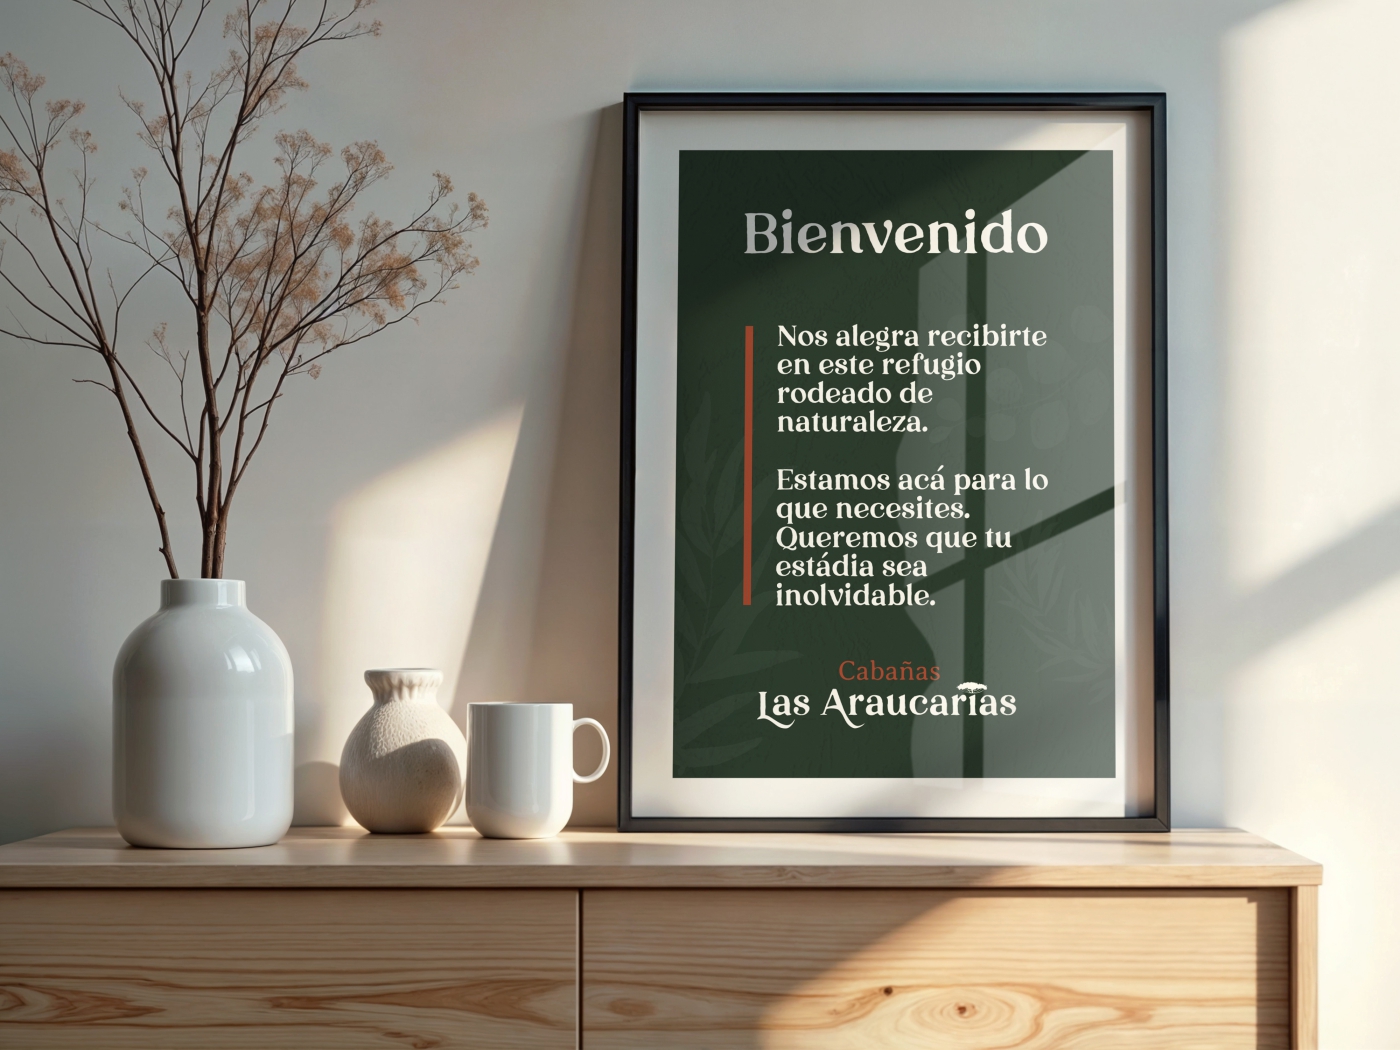 Bienvenido
Nos alegra recibirte
en este refugio
rodeado de
naturaleza.
Estamos acá para lo
que necesites.
Queremos que tu
estádia sea
inolvidable.
Cabañas
Las Araucarias